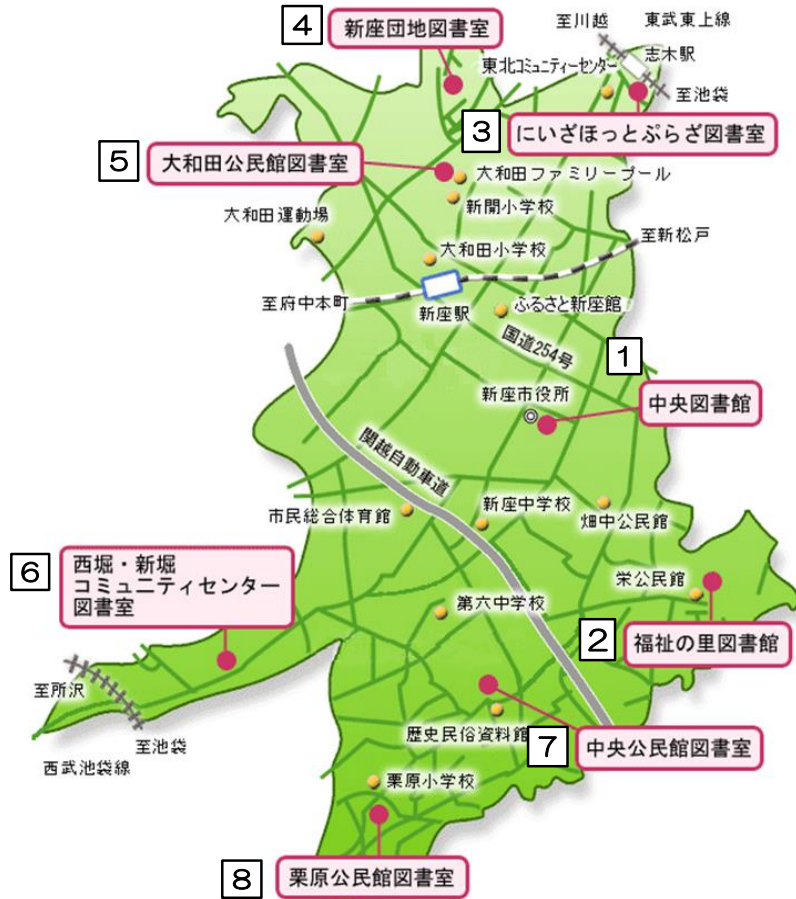 4
新座団地図書室
至川越
東武東上線
志木駅
東北コミュニティーセンター
至池袋
3
にいざほっとぷらざ図書室
5
大和田公民館図書室
大和田ファミリープール
新開小学校
大和田運動場
大和田小学校
至新松戸
至府中本町
新座駅
ふるさと新座館
国道254号
1
新座市役所
中央図書館
関越自動車道
市民総合体育館
新座中学校
畑中公民館
6
西堀・新堀
コミュニティセンター
図書室
栄公民館
第六中学校
2
福祉の里図書館
至所沢
至池袋
西武池袋線
歴史民俗資料館
7
中央公民館図書室
栗原小学校
8
栗原公民館図書室